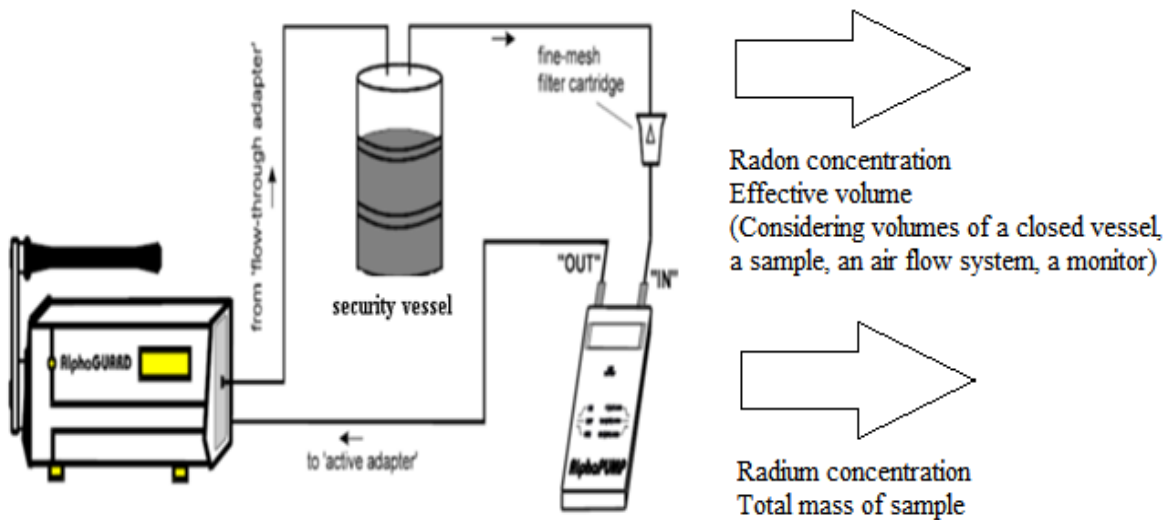 from 'flow-through adapter'
fine-mesh
filter cartridge
security vessel
"OUT"
"IN"
AlphaGUARD
to 'active adapter'
AlphaPUMP
Radon concentration
Effective volume
(Considering volumes of a closed vessel,
a sample, an air flow system, a monitor)
Radium concentration
Total mass of sample